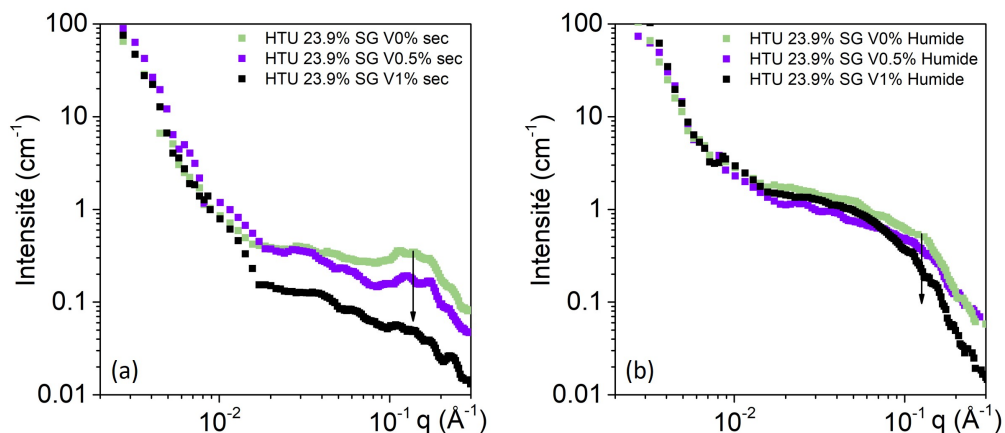 100
10
1
0.1
0.01
Intensité (cm⁻¹)
HTU 23.9% SG V0% sec
HTU 23.9% SG V0.5% sec
HTU 23.9% SG V1% sec
(a)
10⁻²
10⁻¹ q (Å⁻¹)
100
10
1
0.1
0.01
Intensité (cm⁻¹)
HTU 23.9% SG V0% Humide
HTU 23.9% SG V0.5% Humide
HTU 23.9% SG V1% Humide
(b)
10⁻²
10⁻¹ q (Å⁻¹)